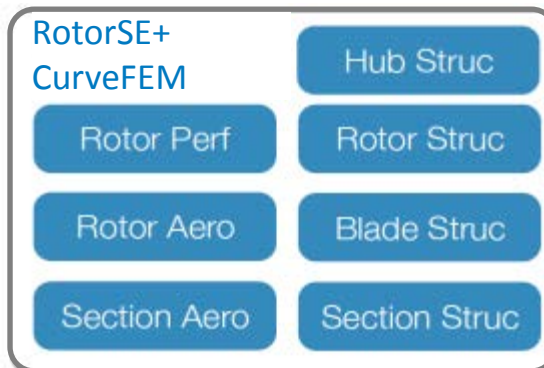 RotorSE+
CurveFEM
Hub Struc
Rotor Perf
Rotor Struc
Rotor Aero
Blade Struc
Section Aero
Section Struc